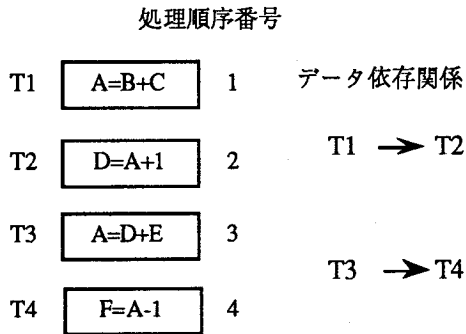 処理順序番号
T1 A=B+C 1 データ依存関係
T1 → T2
T2 D=A+1 2
T3 A=D+E 3
T3 → T4
T4 F=A-1 4